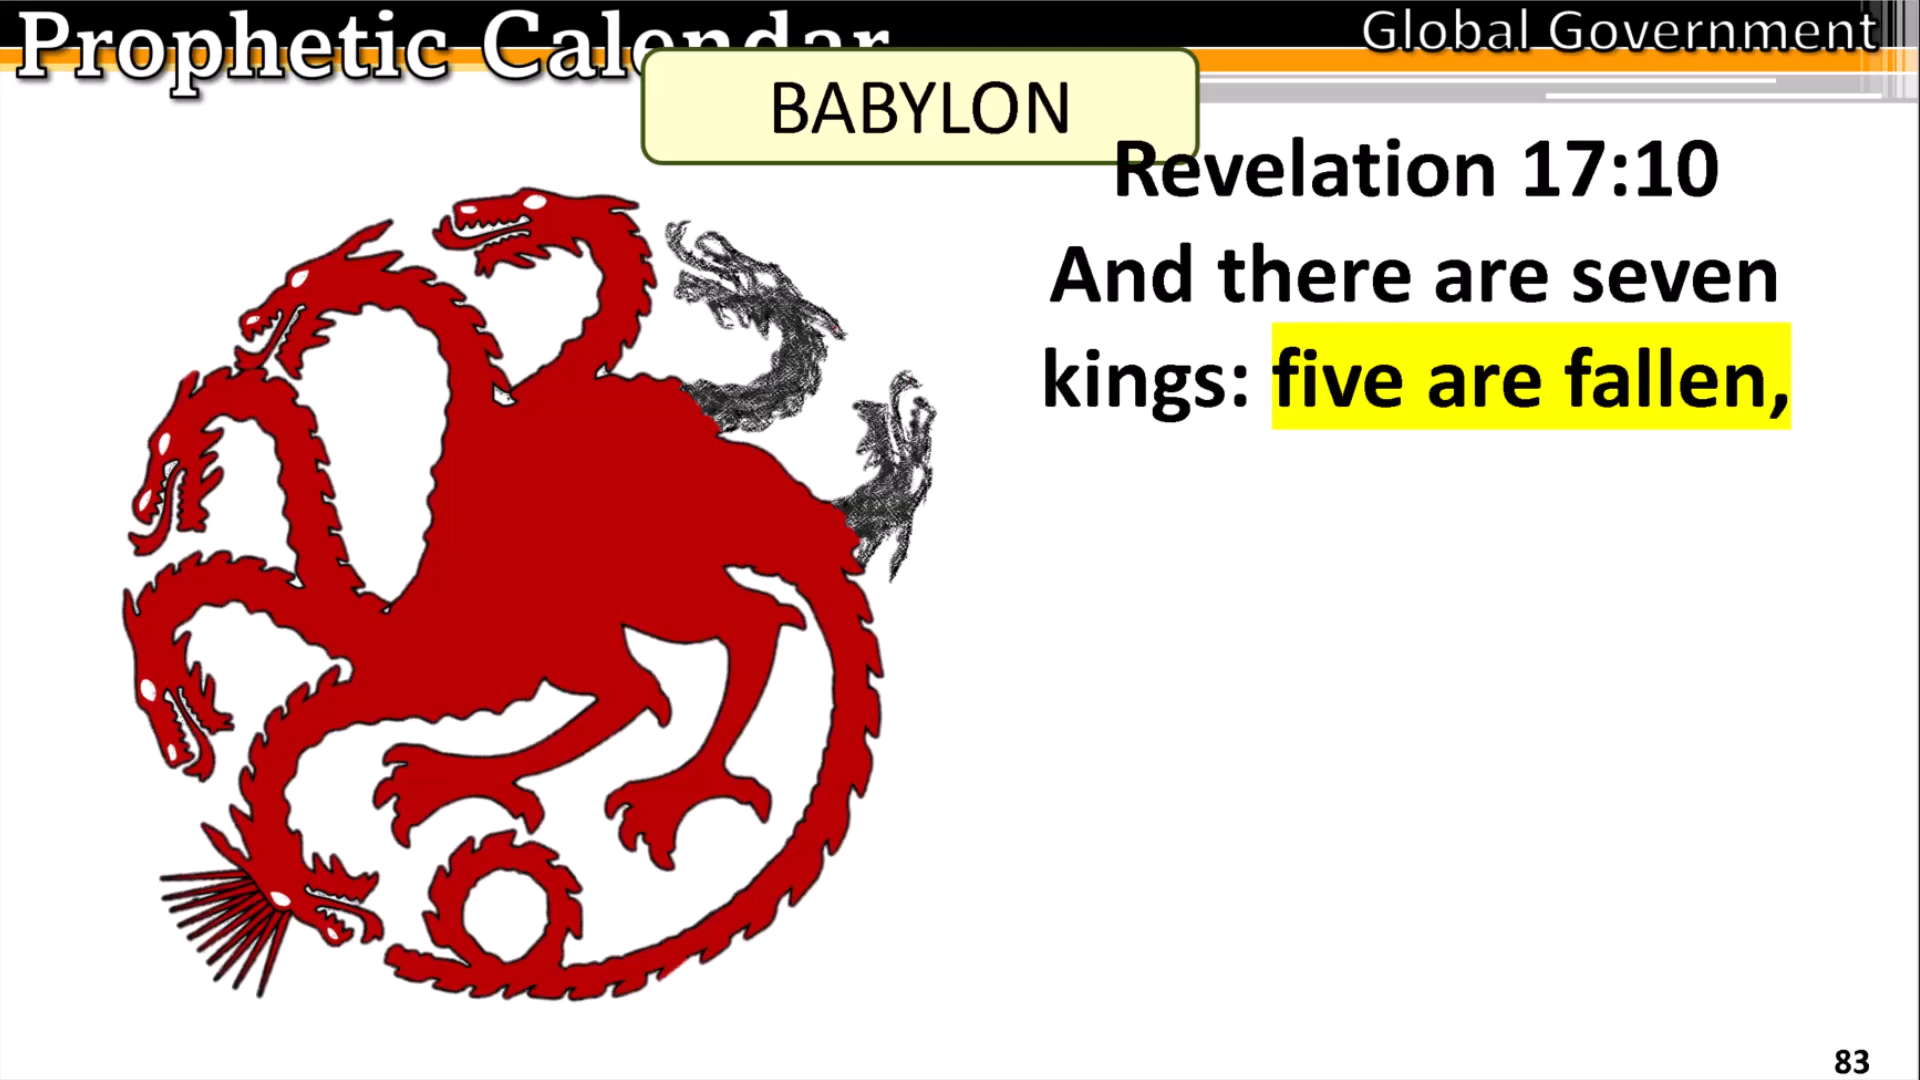 Prophetic Calendar
Global Government
BABYLON
Revelation 17:10
And there are seven
kings: five are fallen,
83